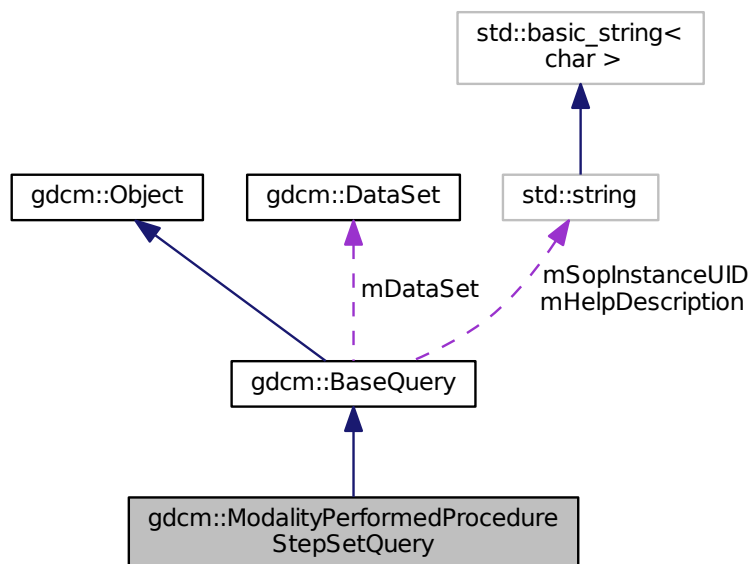 std::basic_string<
char >
gdcm::Object
gdcm::DataSet
std::string
mDataSet
mSopInstanceUID
mHelpDescription
gdcm::BaseQuery
gdcm::ModalityPerformedProcedure
StepSetQuery